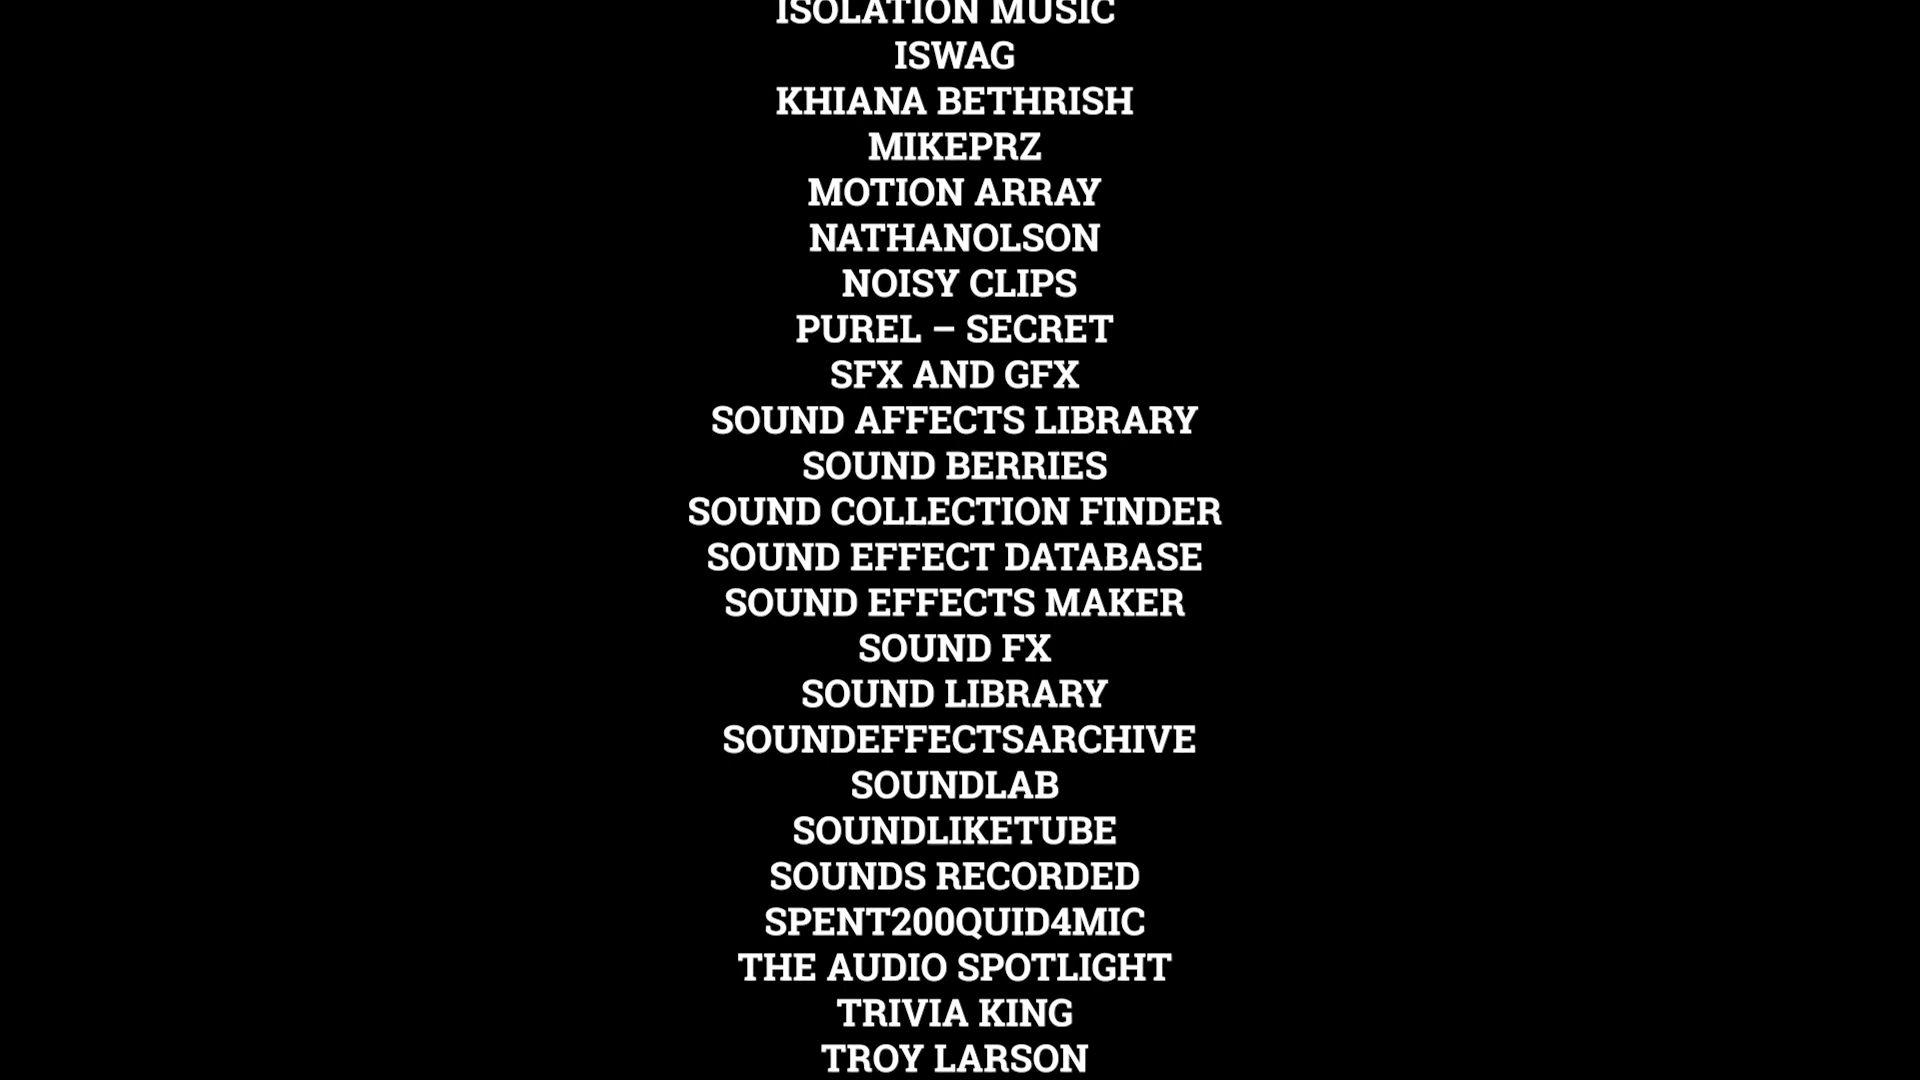 ISOLATION MUSIC
ISWAG
KHIANA BETHRISH
MIKEPRZ
MOTION ARRAY
NATHANOLSON
NOISY CLIPS
PUREL – SECRET
SFX AND GFX
SOUND AFFECTS LIBRARY
SOUND BERRIES
SOUND COLLECTION FINDER
SOUND EFFECT DATABASE
SOUND EFFECTS MAKER
SOUND FX
SOUND LIBRARY
SOUNDEFFECTSARCHIVE
SOUNDLAB
SOUNDLIKETUBE
SOUNDS RECORDED
SPENT200QUID4MIC
THE AUDIO SPOTLIGHT
TRIVIA KING
TROY LARSON